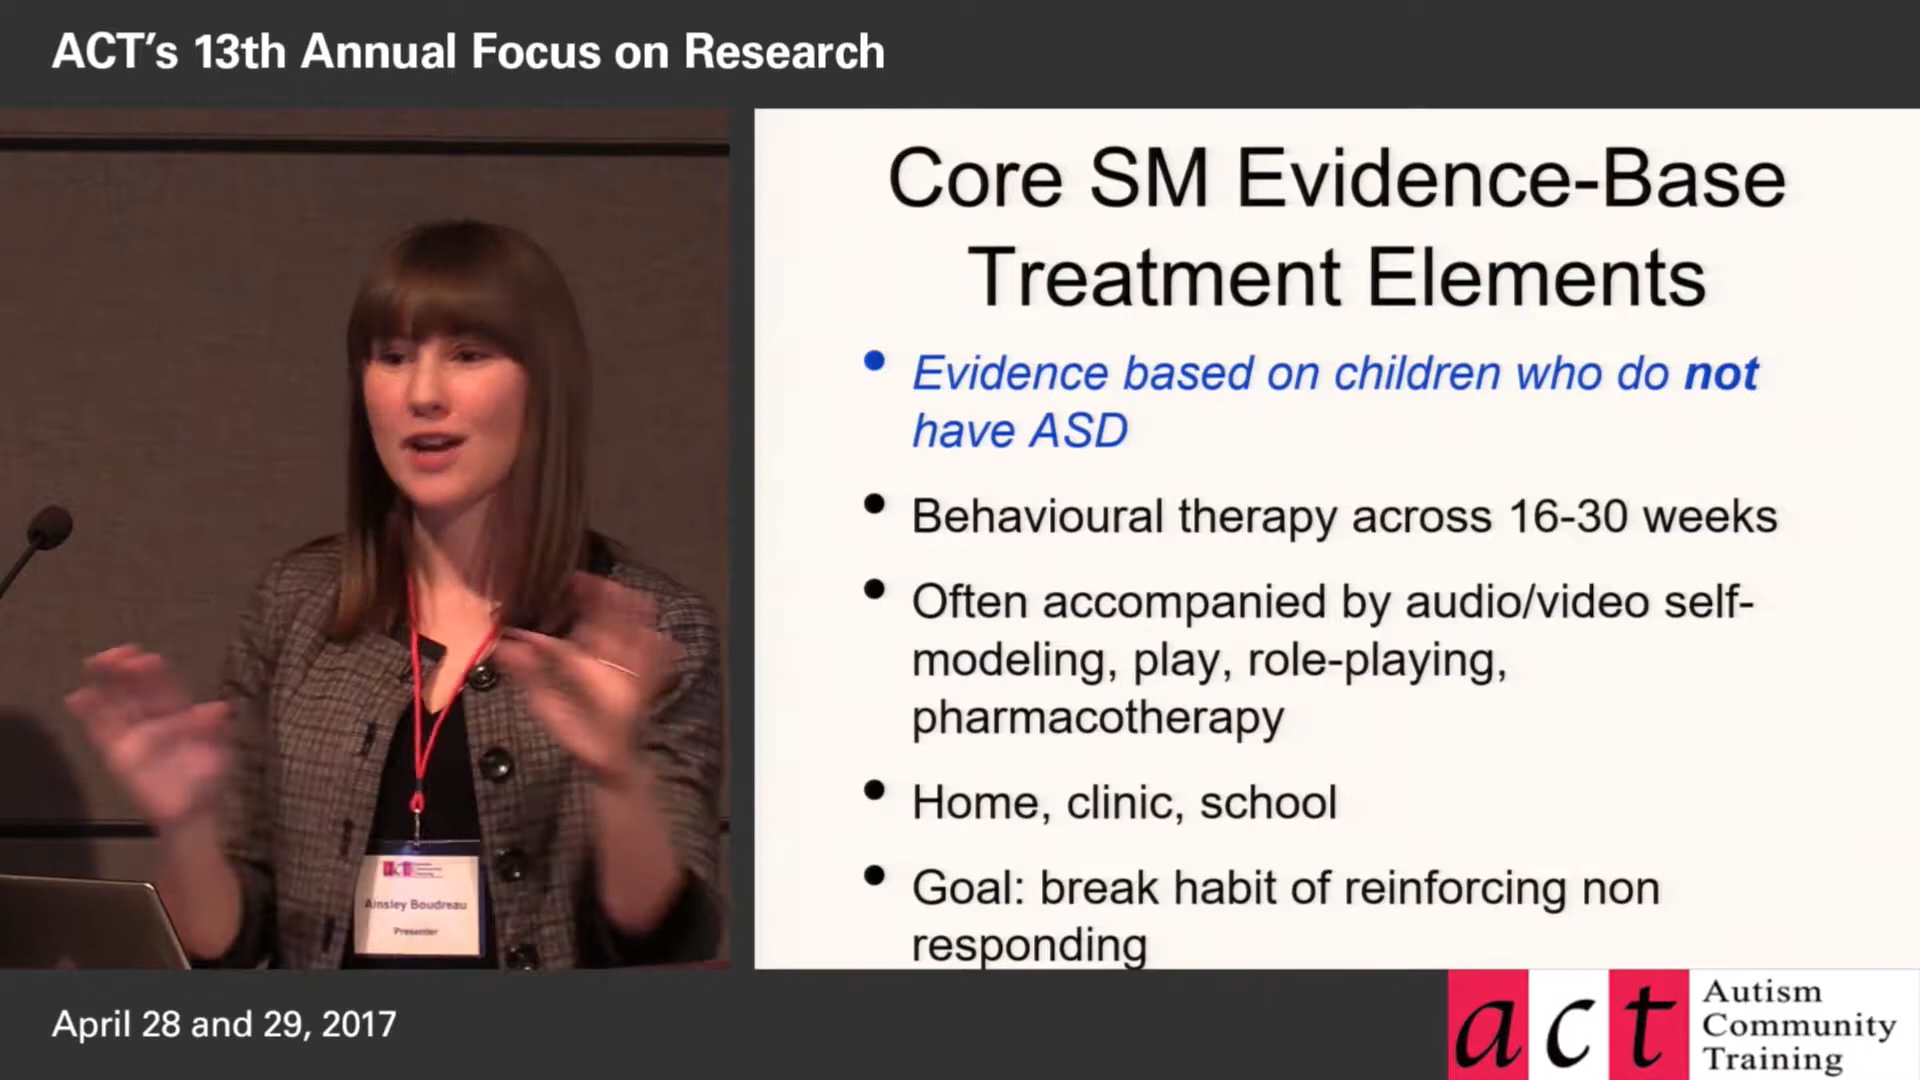 ACT's 13th Annual Focus on Research
Core SM Evidence-Base
Treatment Elements
• Evidence based on children who do not
have ASD
• Behavioural therapy across 16-30 weeks
• Often accompanied by audio/video self-
modeling, play, role-playing,
pharmacotherapy
• Home, clinic, school
• Goal: break habit of reinforcing non
responding
act
Ainsley Boudreau
Presenter
April 28 and 29, 2017
act
Autism
Community
Training